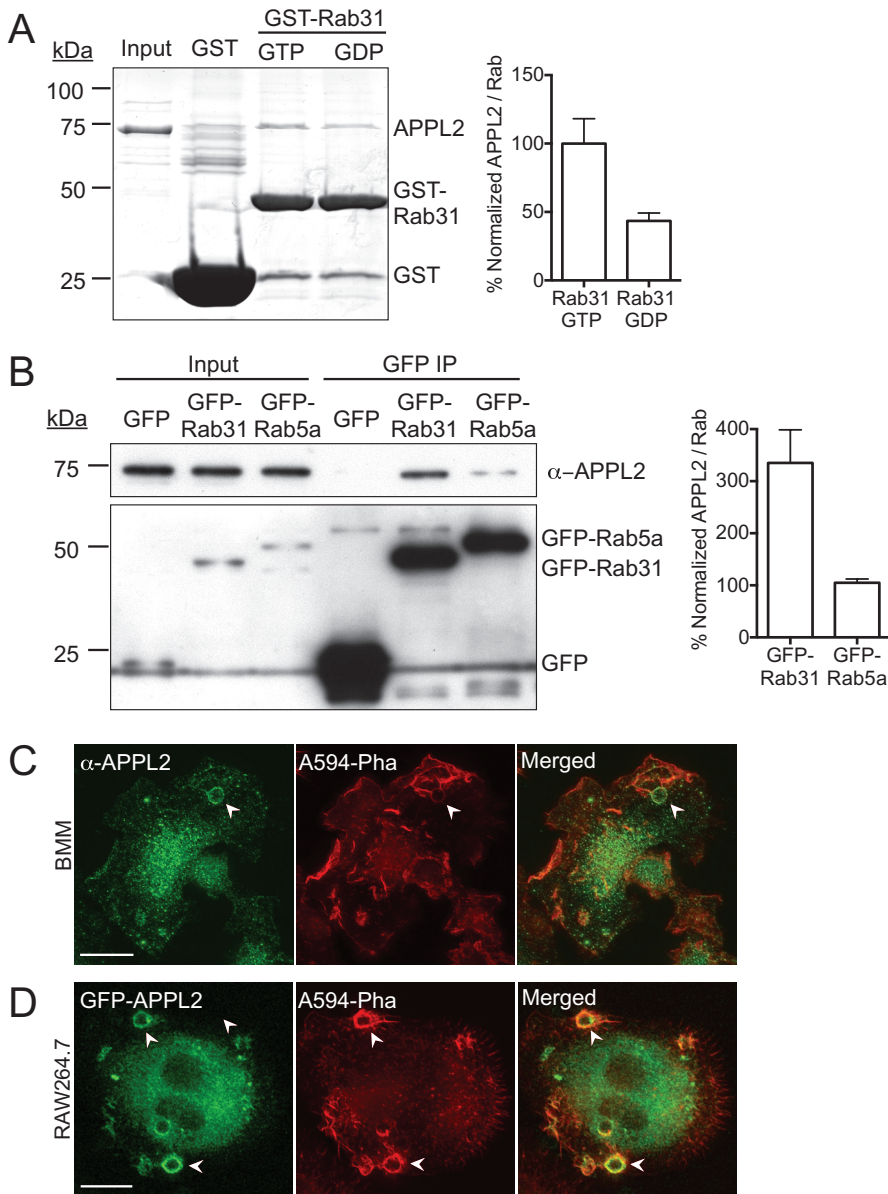 A
GST-Rab31
kDa
Input
GST
GTP
GDP
100
75
50
25
APPL2
GST-
Rab31
GST
% Normalized APPL2 / Rab
150
100
50
0
Rab31
GTP
Rab31
GDP
B
Input
GFP IP
kDa
GFP
GFP-
Rab31
GFP-
Rab5a
GFP
GFP-
Rab31
GFP-
Rab5a
75
50
25
α–APPL2
GFP-Rab5a
GFP-Rab31
GFP
% Normalized APPL2 / Rab
400
300
200
100
0
GFP-
Rab31
GFP-
Rab5a
C
BMM
α-APPL2
A594-Pha
Merged
D
RAW264.7
GFP-APPL2
A594-Pha
Merged